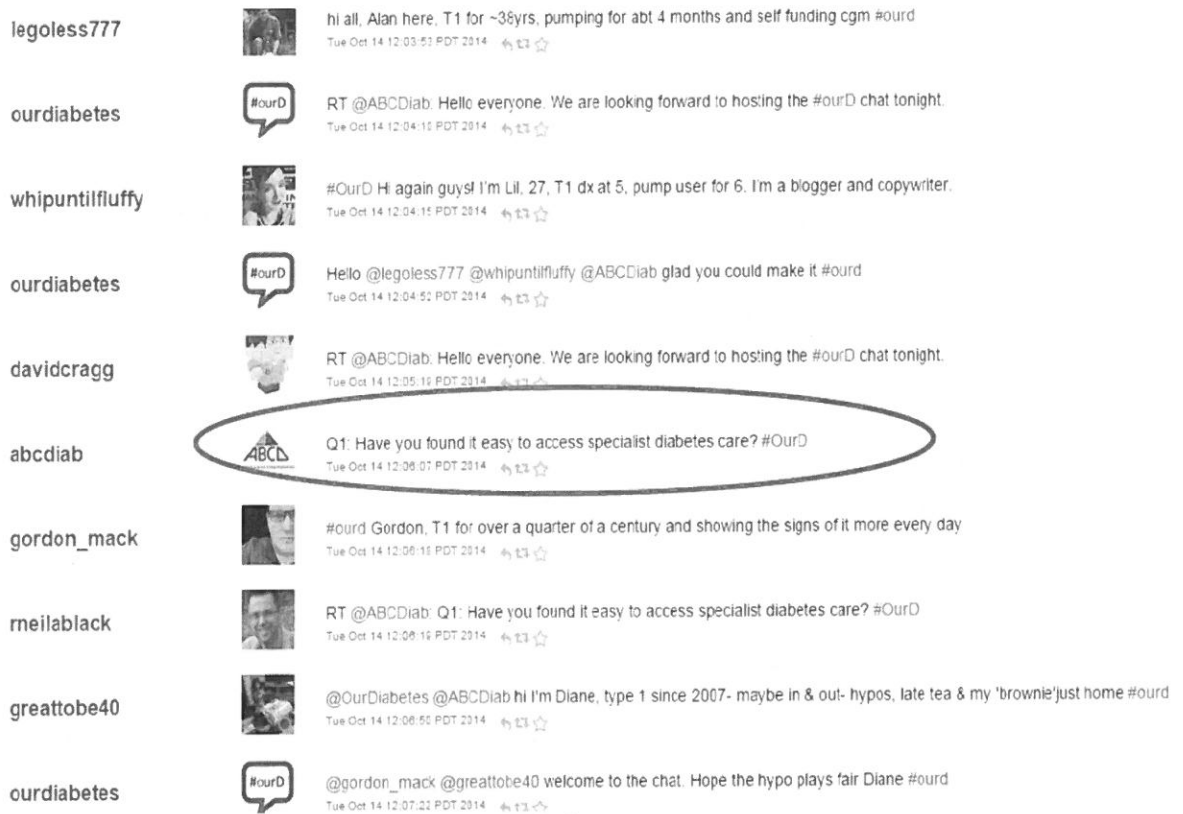 legoless777
hi all, Alan here, T1 for ~38yrs, pumping for abt 4 months and self funding cgm #ourd
Tue Oct 14 12:03:53 PDT 2014
ourdiabetes
#ourD
RT @ABCDiab: Hello everyone. We are looking forward to hosting the #ourD chat tonight.
Tue Oct 14 12:04:10 PDT 2014
whipuntilfluffy
#OurD Hi again guys! I'm Lil, 27, T1 dx at 5, pump user for 6. I'm a blogger and copywriter.
Tue Oct 14 12:04:15 PDT 2014
ourdiabetes
#ourD
Hello @legoless777 @whipuntilfluffy @ABCDiab glad you could make it #ourd
Tue Oct 14 12:04:52 PDT 2014
davidcragg
RT @ABCDiab: Hello everyone. We are looking forward to hosting the #ourD chat tonight.
Tue Oct 14 12:05:19 PDT 2014
abcdiab
ABCD
Q1: Have you found it easy to access specialist diabetes care? #OurD
Tue Oct 14 12:06:07 PDT 2014
gordon_mack
#ourd Gordon, T1 for over a quarter of a century and showing the signs of it more every day
Tue Oct 14 12:06:18 PDT 2014
rneilablack
RT @ABCDiab: Q1: Have you found it easy to access specialist diabetes care? #OurD
Tue Oct 14 12:06:19 PDT 2014
greattobe40
@OurDiabetes @ABCDiab hi I'm Diane, type 1 since 2007- maybe in & out- hypos, late tea & my 'brownie'just home #ourd
Tue Oct 14 12:06:50 PDT 2014
ourdiabetes
#ourD
@gordon_mack @greattobe40 welcome to the chat. Hope the hypo plays fair Diane #ourd
Tue Oct 14 12:07:22 PDT 2014